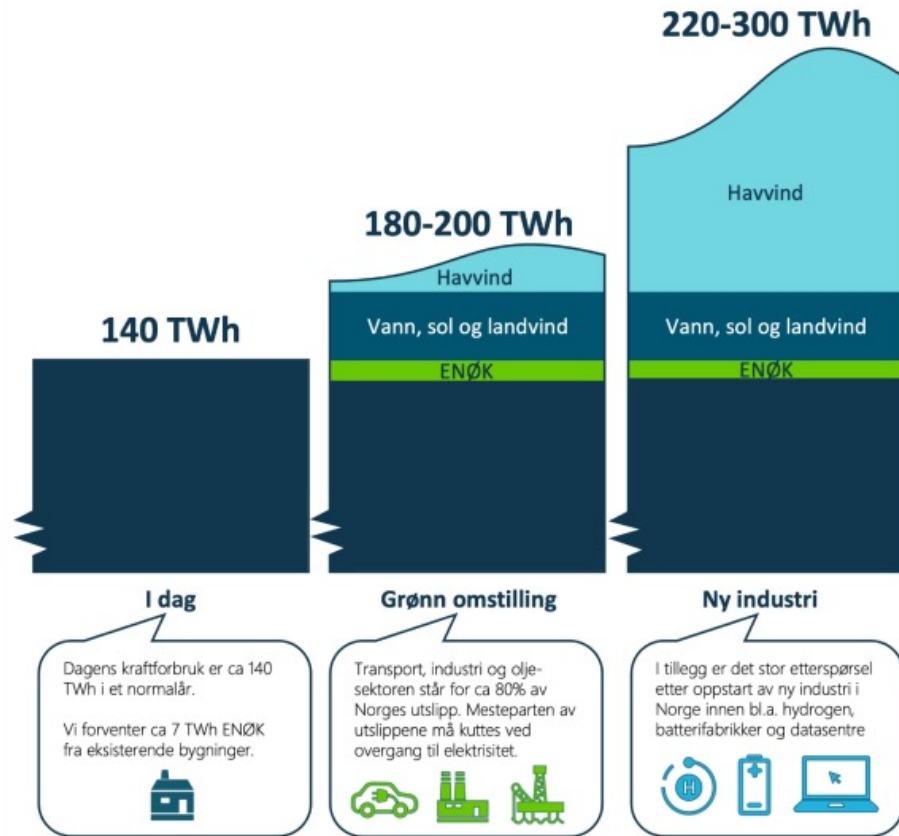 220-300 TWh
Havvind
180-200 TWh
Havvind
140 TWh
Vann, sol og landvind
Vann, sol og landvind
ENØK
ENØK
I dag
Grønn omstilling
Ny industri
Dagens kraftforbruk er ca 140
TWh i et normalår.
Vi forventer ca 7 TWh ENØK
fra eksisterende bygninger.
Transport, industri og olje-
sektoren står for ca 80% av
Norges utslipp. Mesteparten av
utslippene må kuttes ved
overgang til elektrisitet.
I tillegg er det stor etterspørsel
etter oppstart av ny industri i
Norge innen bl.a. hydrogen,
batterifabrikker og datasentre
H